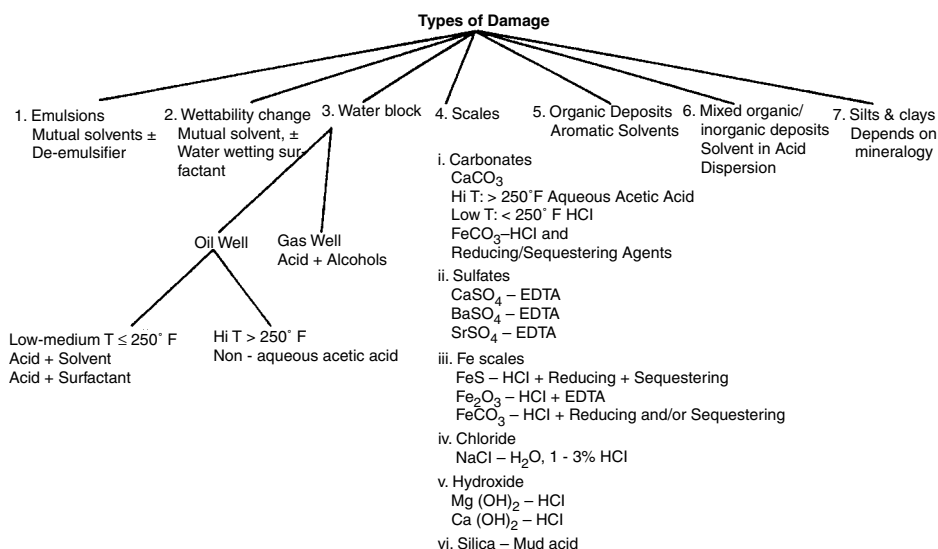 Types of Damage
1. Emulsions
Mutual solvents ±
De-emulsifier
2. Wettability change
Mutual solvent, ±
Water wetting sur-
factant
3. Water block
4. Scales
5. Organic Deposits
Aromatic Solvents
6. Mixed organic/
inorganic deposits
Solvent in Acid
Dispersion
7. Silts & clays
Depends on
mineralogy
Oil Well
Gas Well
Acid + Alcohols
Low-medium T ≤ 250° F
Acid + Solvent
Acid + Surfactant
Hi T > 250° F
Non - aqueous acetic acid
i. Carbonates
CaCO3
Hi T: > 250°F Aqueous Acetic Acid
Low T: < 250° F HCl
FeCO3–HCl and
Reducing/Sequestering Agents
ii. Sulfates
CaSO4 – EDTA
BaSO4 – EDTA
SrSO4 – EDTA
iii. Fe scales
FeS – HCl + Reducing + Sequestering
Fe2O3 – HCl + EDTA
FeCO3 – HCl + Reducing and/or Sequestering
iv. Chloride
NaCl – H2O, 1 - 3% HCl
v. Hydroxide
Mg (OH)2 – HCl
Ca (OH)2 – HCl
vi. Silica – Mud acid